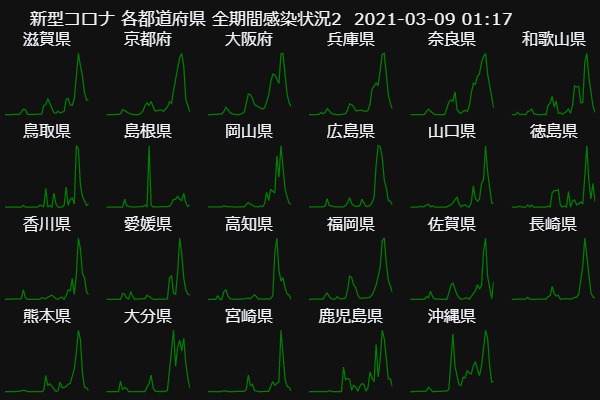 新型コロナ 各都道府県 全期間感染状況2 2021-03-09 01:17
滋賀県 京都府 大阪府 兵庫県 奈良県 和歌山県
鳥取県 島根県 岡山県 広島県 山口県 徳島県
香川県 愛媛県 高知県 福岡県 佐賀県 長崎県
熊本県 大分県 宮崎県 鹿児島県 沖縄県